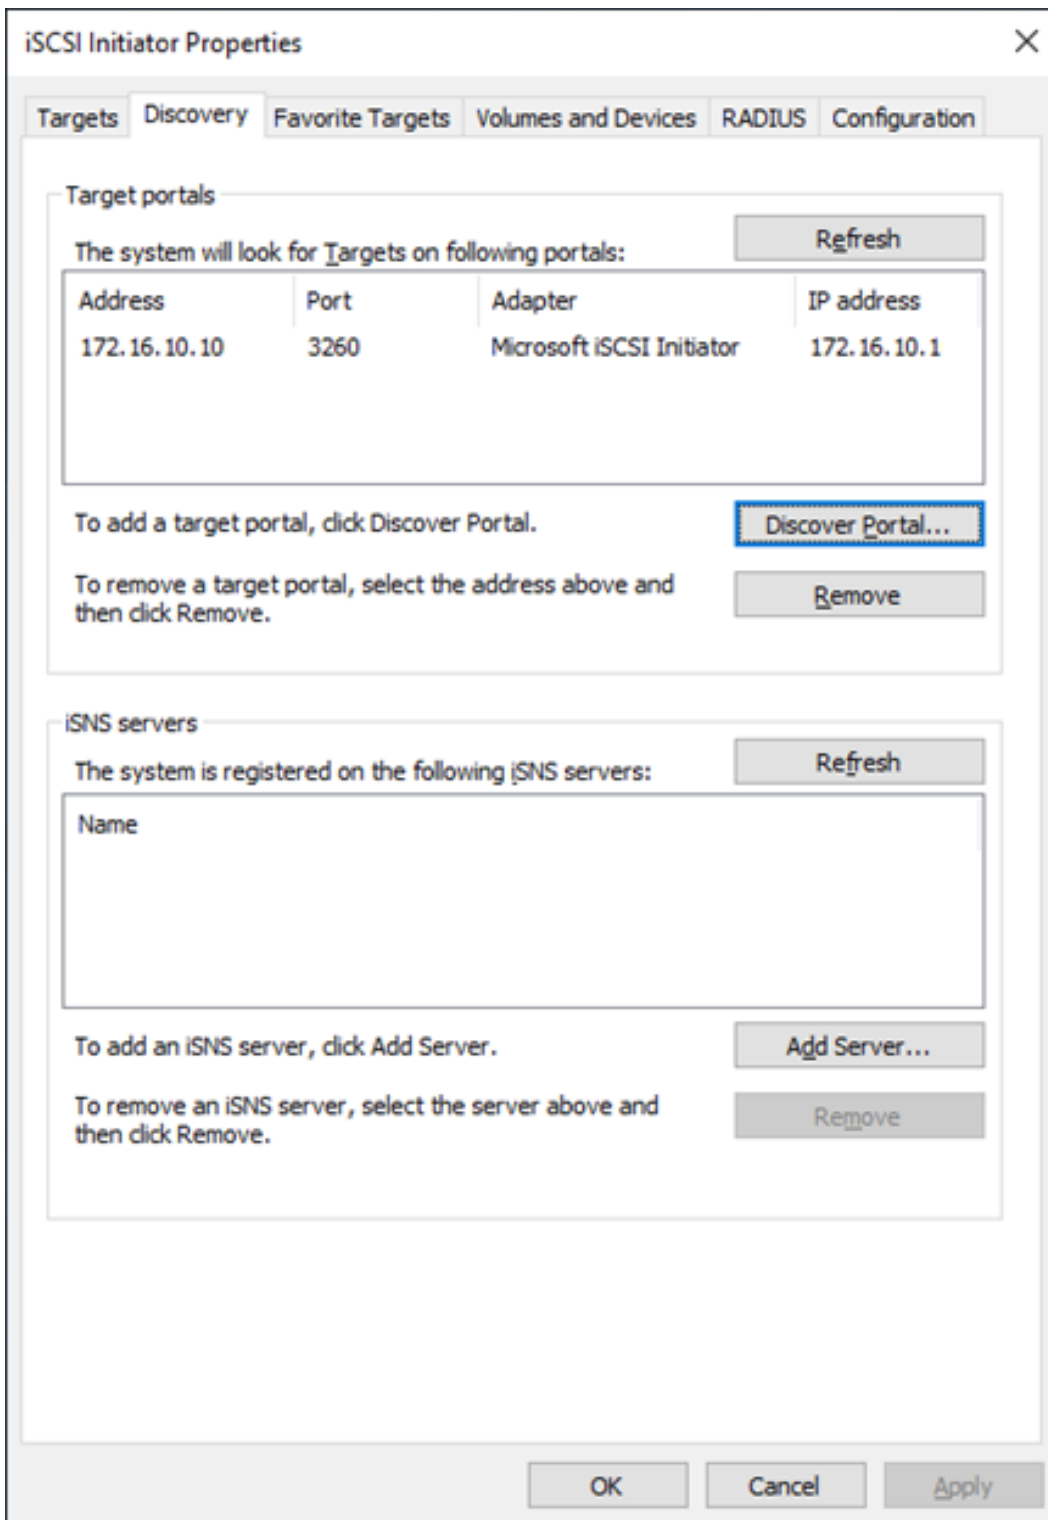 iSCSI Initiator Properties
Targets Discovery Favorite Targets Volumes and Devices RADIUS Configuration
Target portals
The system will look for Targets on following portals:
Refresh
Address Port Adapter IP address
172.16.10.10 3260 Microsoft iSCSI Initiator 172.16.10.1
To add a target portal, click Discover Portal.
Discover Portal...
To remove a target portal, select the address above and
then click Remove.
Remove
iSNS servers
The system is registered on the following iSNS servers:
Refresh
Name
To add an iSNS server, click Add Server.
Add Server...
To remove an iSNS server, select the server above and
then click Remove.
Remove
OK Cancel Apply